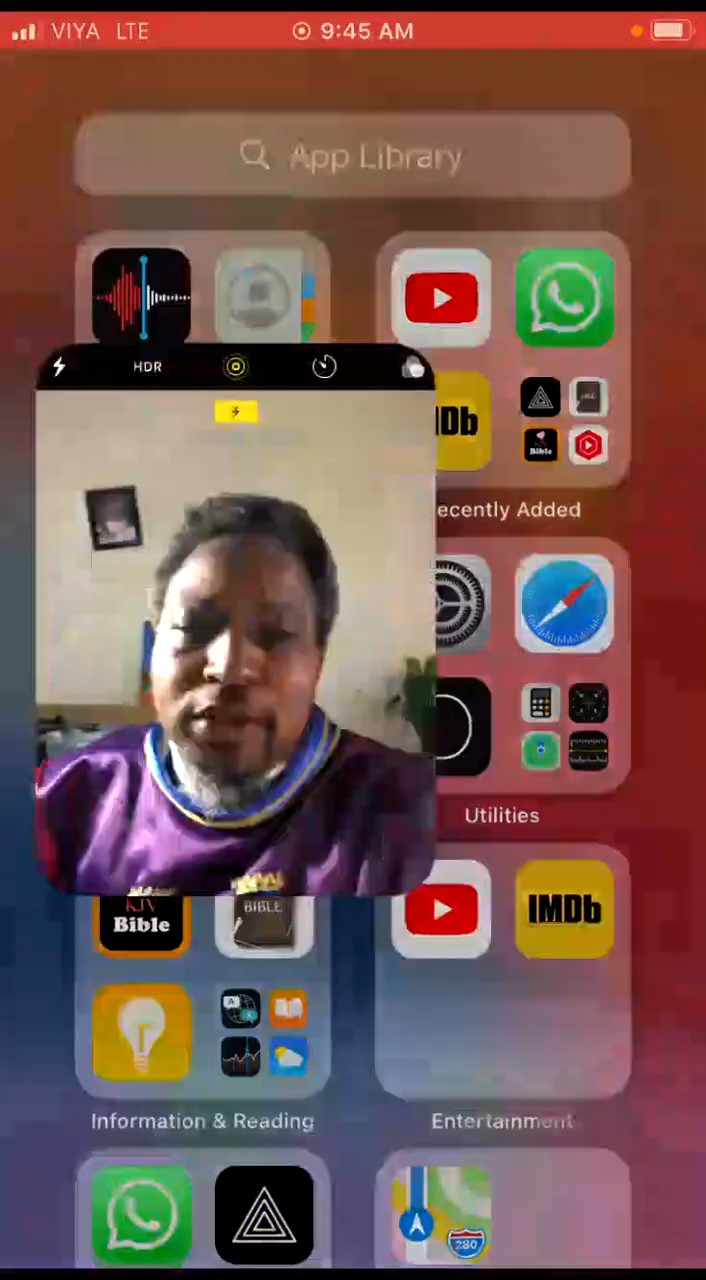 VIYA LTE 9:45 AM
App Library
HDR
IMDb
Bible
Recently Added
Utilities
KJV
Bible
BIBLE
IMDb
Information & Reading
Entertainment
280